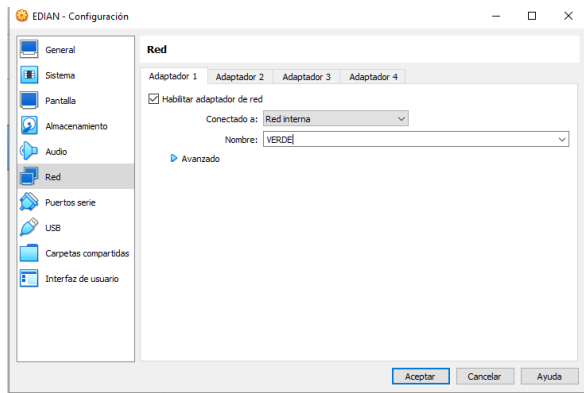 EDIAN - Configuración
General
Sistema
Pantalla
Almacenamiento
Audio
Red
Puertos serie
USB
Carpetas compartidas
Interfaz de usuario
Red
Adaptador 1 Adaptador 2 Adaptador 3 Adaptador 4
Habilitar adaptador de red
Conectado a: Red interna
Nombre: VERDE
Avanzado
Aceptar Cancelar Ayuda